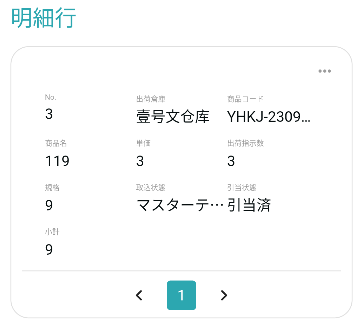 明細行
No. 出荷倉庫 商品コード
3 壹号文仓库 YHKJ-2309…
商品名 単価 出荷指示数
119 3 3
規格 取込状態 引当状態
9 マスターテ… 引当済
小計
9
1